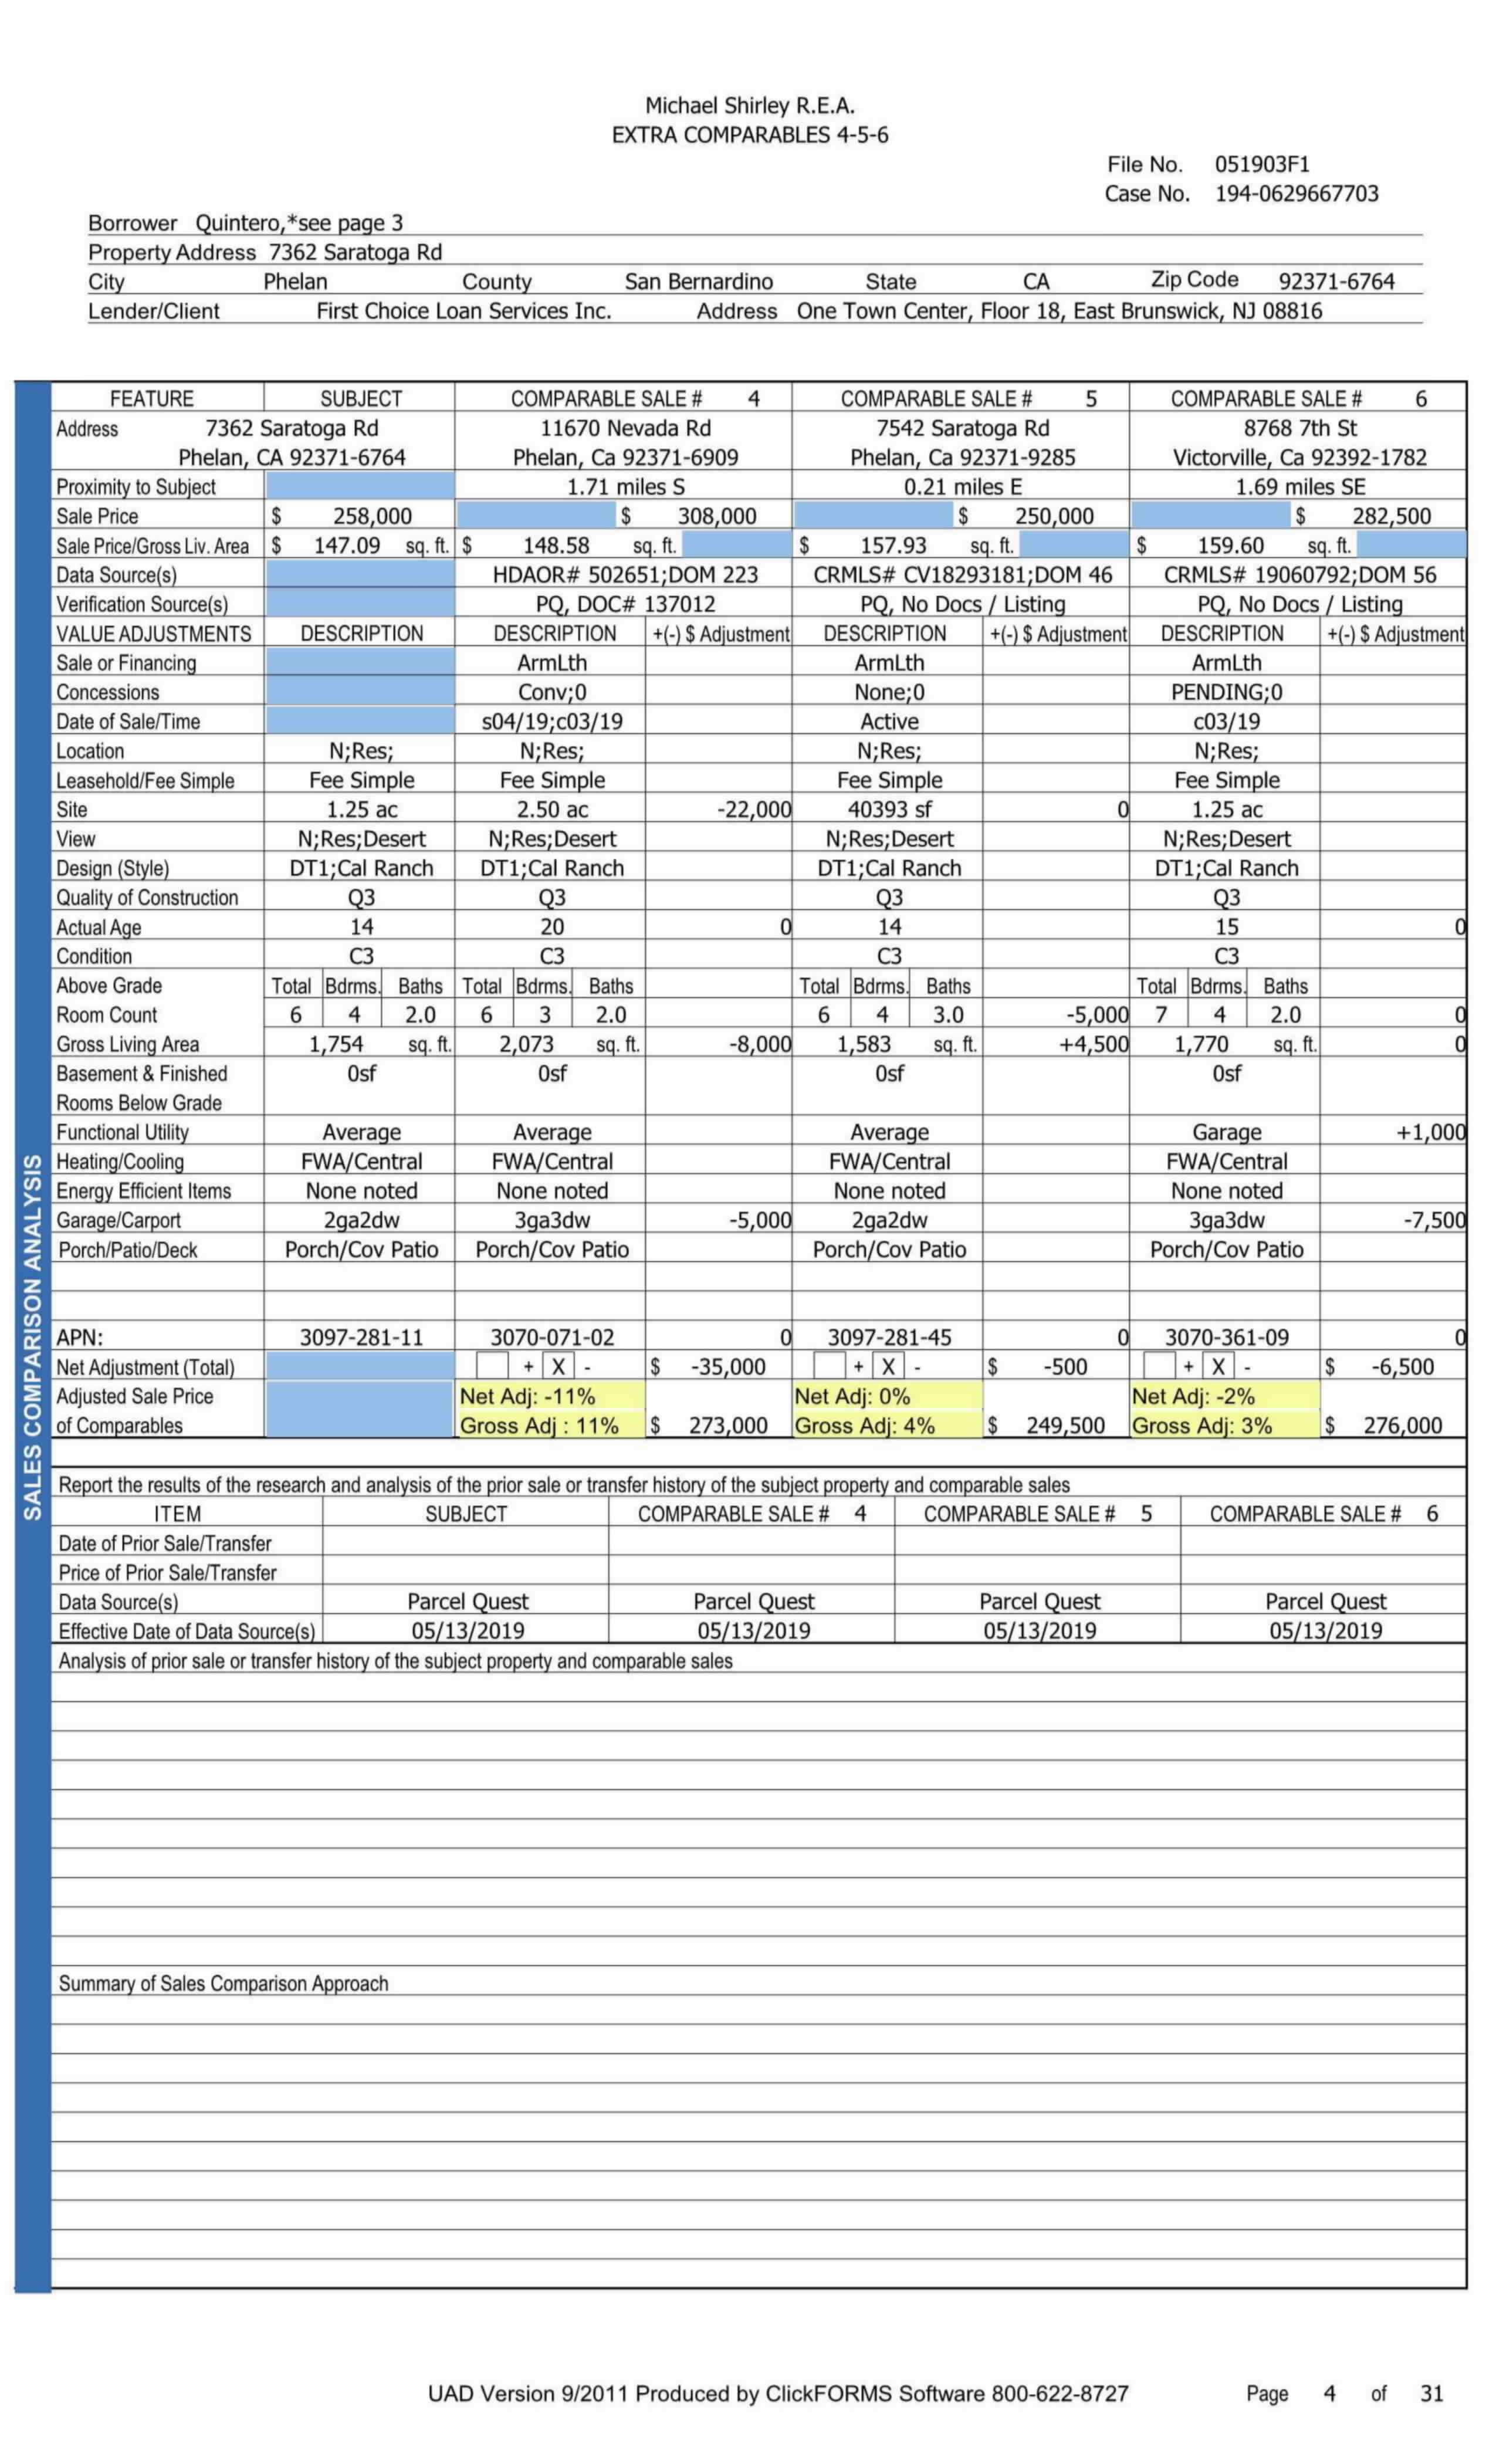 Michael Shirley R.E.A.
EXTRA COMPARABLES 4-5-6
File No. 051903F1
Case No. 194-0629667703
Borrower Quintero,*see page 3
Property Address 7362 Saratoga Rd
City Phelan County San Bernardino State CA Zip Code 92371-6764
Lender/Client First Choice Loan Services Inc. Address One Town Center, Floor 18, East Brunswick, NJ 08816
SALES COMPARISON ANALYSIS
FEATURE SUBJECT COMPARABLE SALE # 4 COMPARABLE SALE # 5 COMPARABLE SALE # 6
Address 7362 Saratoga Rd 11670 Nevada Rd 7542 Saratoga Rd 8768 7th St
Phelan, CA 92371-6764 Phelan, Ca 92371-6909 Phelan, Ca 92371-9285 Victorville, Ca 92392-1782
Proximity to Subject 1.71 miles S 0.21 miles E 1.69 miles SE
Sale Price $ 258,000 $ 308,000 $ 250,000 $ 282,500
Sale Price/Gross Liv. Area $ 147.09 sq. ft. $ 148.58 sq. ft. $ 157.93 sq. ft. $ 159.60 sq. ft.
Data Source(s) HDAOR# 502651;DOM 223 CRMLS# CV18293181;DOM 46 CRMLS# 19060792;DOM 56
Verification Source(s) PQ, DOC# 137012 PQ, No Docs / Listing PQ, No Docs / Listing
VALUE ADJUSTMENTS DESCRIPTION DESCRIPTION +(-) $ Adjustment DESCRIPTION +(-) $ Adjustment DESCRIPTION +(-) $ Adjustment
Sale or Financing ArmLth ArmLth ArmLth
Concessions Conv;0 None;0 PENDING;0
Date of Sale/Time s04/19;c03/19 Active c03/19
Location N;Res; N;Res; N;Res; N;Res;
Leasehold/Fee Simple Fee Simple Fee Simple Fee Simple Fee Simple
Site 1.25 ac 2.50 ac -22,000 40393 sf 0 1.25 ac
View N;Res;Desert N;Res;Desert N;Res;Desert N;Res;Desert
Design (Style) DT1;Cal Ranch DT1;Cal Ranch DT1;Cal Ranch DT1;Cal Ranch
Quality of Construction Q3 Q3 Q3 Q3
Actual Age 14 20 0 14 15 0
Condition C3 C3 C3 C3
Above Grade Total Bdrms. Baths Total Bdrms. Baths Total Bdrms. Baths Total Bdrms. Baths
Room Count 6 4 2.0 6 3 2.0 6 4 3.0 -5,000 7 4 2.0 0
Gross Living Area 1,754 sq. ft. 2,073 sq. ft. -8,000 1,583 sq. ft. +4,500 1,770 sq. ft. 0
Basement & Finished 0sf 0sf 0sf 0sf
Rooms Below Grade
Functional Utility Average Average Average Garage +1,000
Heating/Cooling FWA/Central FWA/Central FWA/Central FWA/Central
Energy Efficient Items None noted None noted None noted None noted
Garage/Carport 2ga2dw 3ga3dw -5,000 2ga2dw 3ga3dw -7,500
Porch/Patio/Deck Porch/Cov Patio Porch/Cov Patio Porch/Cov Patio Porch/Cov Patio
APN: 3097-281-11 3070-071-02 0 3097-281-45 0 3070-361-09 0
Net Adjustment (Total) + X - $ -35,000 + X - $ -500 + X - $ -6,500
Adjusted Sale Price Net Adj: -11% Net Adj: 0% Net Adj: -2%
of Comparables Gross Adj : 11% $ 273,000 Gross Adj: 4% $ 249,500 Gross Adj: 3% $ 276,000
Report the results of the research and analysis of the prior sale or transfer history of the subject property and comparable sales
ITEM SUBJECT COMPARABLE SALE # 4 COMPARABLE SALE # 5 COMPARABLE SALE # 6
Date of Prior Sale/Transfer
Price of Prior Sale/Transfer
Data Source(s) Parcel Quest Parcel Quest Parcel Quest Parcel Quest
Effective Date of Data Source(s) 05/13/2019 05/13/2019 05/13/2019 05/13/2019
Analysis of prior sale or transfer history of the subject property and comparable sales
Summary of Sales Comparison Approach
UAD Version 9/2011 Produced by ClickFORMS Software 800-622-8727 Page 4 of 31